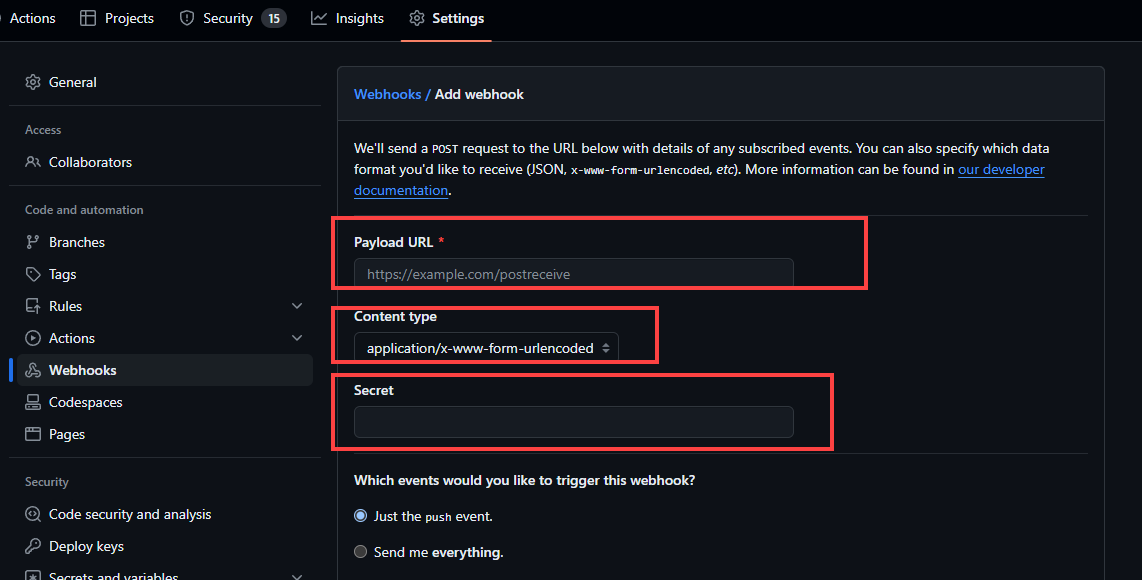 Actions Projects Security 15 Insights Settings
General
Access
Collaborators
Code and automation
Branches
Tags
Rules
Actions
Webhooks
Codespaces
Pages
Security
Code security and analysis
Deploy keys
Secrets and variables
Webhooks / Add webhook
We'll send a POST request to the URL below with details of any subscribed events. You can also specify which data
format you'd like to receive (JSON, x-www-form-urlencoded, etc). More information can be found in our developer
documentation.
Payload URL *
https://example.com/postreceive
Content type
application/x-www-form-urlencoded
Secret
Which events would you like to trigger this webhook?
Just the push event.
Send me everything.